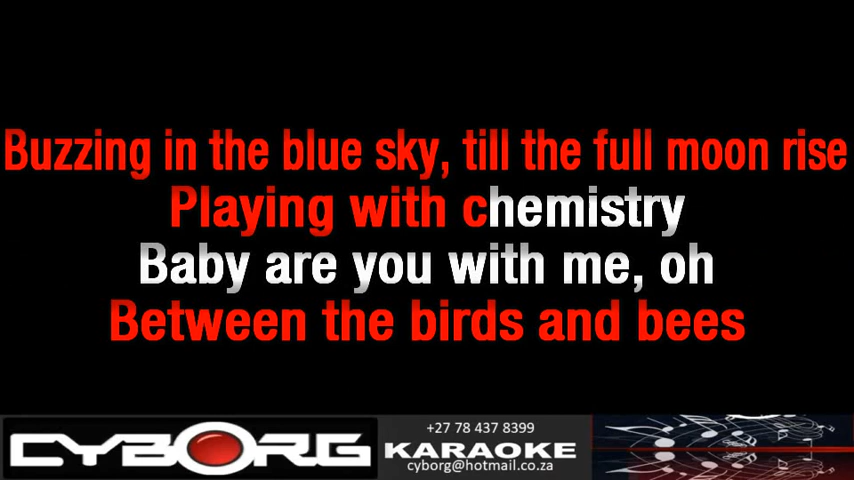 Buzzing in the blue sky, till the full moon rise
Playing with chemistry
Baby are you with me, oh
Between the birds and bees
CYBORG
+27 78 437 8399
KARAOKE
cyborg@hotmail.co.za